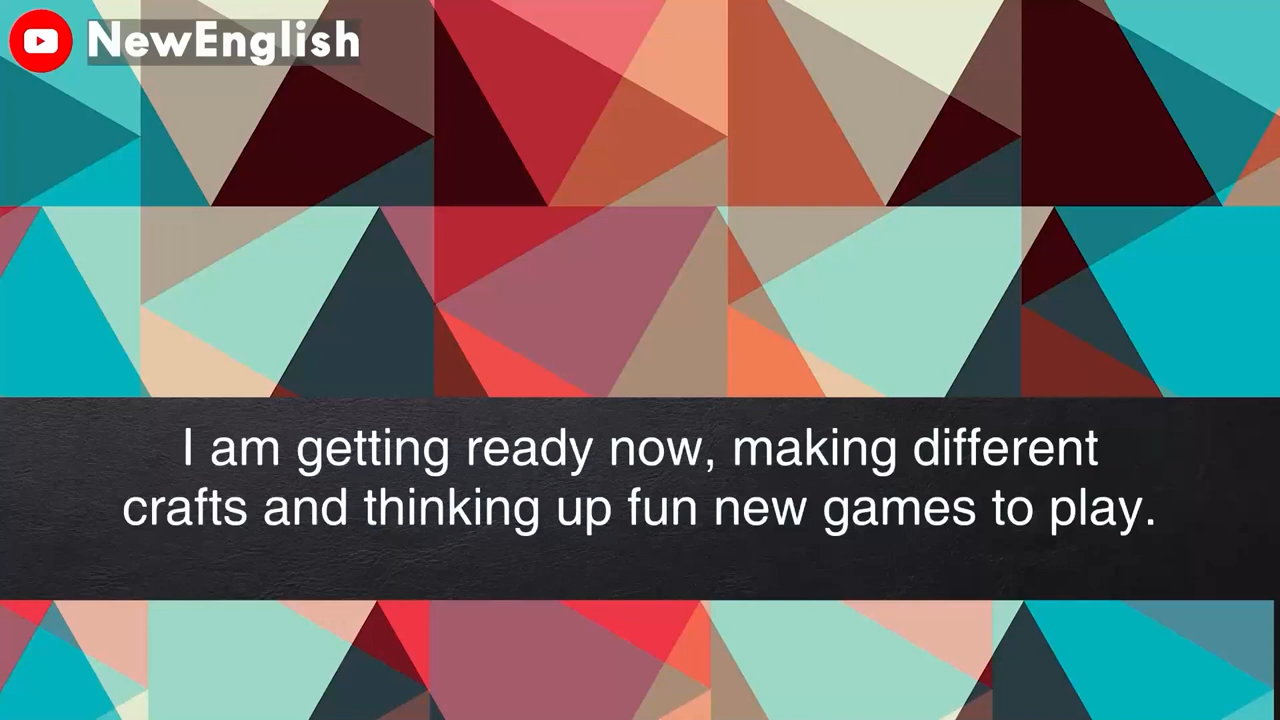 NewEnglish
I am getting ready now, making different
crafts and thinking up fun new games to play.